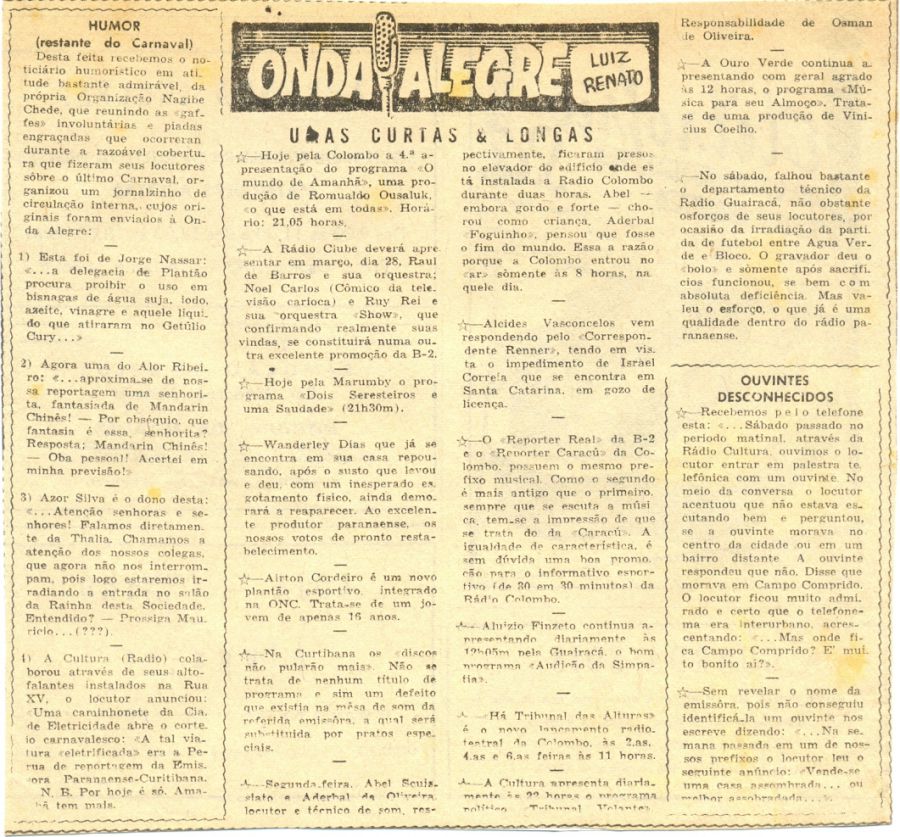 HUMOR
(restante do Carnaval)
Desta feita recebemos o no-
ticiário humorístico em ati-
tude bastante admirável, da
própria Organização Nagibe
Chede, que reunindo as «gaf-
fes» involuntárias e piadas
engraçadas que ocorreran
durante a razoável cobertu-
ra que fizeram seus locutores
sôbre o último Carnaval, or-
ganizou um jornalzinho de
circulação interna, cujos ori-
ginais foram enviados à On-
da Alegre:
—
1) Esta foi de Jorge Nassar:
«...a delegacia de Plantão
procura proibir o uso em
bisnagas de água suja, iodo,
azeite, vinagre e aquele liqui-
do que atiraram no Getúlio
Cury...»
—
2) Agora uma do Alor Ribei-
ro: «...aproxima-se de nos-
sa reportagem uma senhori-
ta, fantasiada de Mandarin
Chinês! — Por obséquio, que
fantasia é essa, senhorita?
Resposta; Mandarin Chinês!
— Oba pessoal! Acertei em
minha previsão!»
—
3) Azor Silva é o dono desta:
«...Atenção senhoras e se-
nhores! Falamos diretamen-
te da Thalia. Chamamos a
atenção dos nossos colegas,
que agora não nos interrom-
pam, pois logo estaremos ir-
radiando a entrada no salão
da Rainha desta Sociedade.
Entendido? — Prossiga Mau-
rício...(???).
—
4) A Cultura (Radio) cola-
borou através de seus alto-
falantes instalados na Rua
XV, o locutor anunciou:
«Uma caminhonete da Cia.
de Eletricidade abre o corte-
io carnavalesco: «A tal via-
tura «eletrificada» era a Pe-
rua de reportagem da Emis-
ora Paranaense-Curitibana.
N. B. Por hoje é só. Ama-
hã tem mais.
ONDA ALEGRE
LUIZ
RENATO
U AS CURTAS & LONGAS
☆—Hoje pela Colombo a 4.ª a-
presentação do programa «O
mundo de Amanhã», uma pro-
dução de Romualdo Ousaluk,
«o que está em todas». Horá-
rio: 21,05 horas.
—
☆—A Rádio Clube deverá apre
sentar em março, dia 28, Raul
de Barros e sua orquestra;
Noel Carlos (Cômico da tele-
visão carioca) e Ruy Rei e
sua orquestra «Show», que
confirmando realmente suas
vindas, se constituirá numa ou-
tra excelente promoção da B-2.
—
☆—Hoje pela Marumby o pro-
grama «Dois Seresteiros e
uma Saudade» (21h30m).
—
☆—Wanderley Dias que já se
encontra em sua casa repou-
sando, após o susto que levou
e deu, com um inesperado es
gotamento fisico, ainda demo-
rará a reaparecer. Ao excelen-
te produtor paranaense, os
nossos votos de pronto resta-
belecimento.
—
☆—Airton Cordeiro é um novo
plantão esportivo, integrado
na ONC. Trata-se de um jo-
vem de apenas 16 anos.
—
☆—Na Curtibana os «discos
não pularão mais». Não se
trata de nenhum título de
programa e sim um defeito
que existia na mêsa de som da
referida emissôra, a qual será
substituida por pratos espe-
ciais.
—
☆—Segunda-feira, Abel Scuis-
siato e Aderbal de Oliveira,
locutor e técnico de som, res-
pectivamente, ficaram presos
no elevador do edificio onde es
tá instalada a Radio Colombo
durante duas horas. Abel —
embora gordo e forte — cho-
rou como criança, Aderbal
«Foguinho», pensou que fosse
o fim do mundo. Essa a razão
porque a Colombo entrou no
«ar» sòmente às 8 horas, na-
quele dia.
—
☆—Alcides Vasconcelos vem
respondendo pelo «Correspon-
dente Renner», tendo em vis-
ta o impedimento de Israel
Correia que se encontra em
Santa Catarina, em gozo de
licença.
—
☆—O «Reporter Real» da B-2
e o «Reporter Caracú» da Co-
lombo, possuem o mesmo pre-
fixo musical. Como o segundo
é mais antigo que o primeiro,
sempre que se escuta a músi
ca, tem-se a impressão de que
se trata do da «Caracú». A
igualdade de característica, é
sem dúvida uma boa promo-
ção para o informativo espor-
tivo (de 30 em 30 minutos) da
Rádio Colombo.
—
☆—Aluizio Finzeto continua a-
presentando diariamente às
12h05m pela Guairacá, o bom
programa «Audição da Simpa-
tia».
—
—Há Tribunal das Alturas»
é o novo lançamento radio-
teatral da Colombo, às 2.as.
4.as e 6.as feiras às 11 horas.
—
—A Cultura apresenta diaria-
mente às 22 horas o programa
político «Tribunal Volante»,
Responsabilidade de Osman
de Oliveira.
—
☆—A Ouro Verde continua a-
presentando com geral agrado
às 12 horas, o programa «Mú-
sica para seu Almoço». Trata-
se de uma produção de Viní-
cius Coelho.
—
☆—No sábado, falhou bastante
o departamento técnico da
Radio Guairacá, não obstante
osforços de seus locutores, por
ocasião da irradiação da parti-
da de futebol entre Agua Ver-
de e Bloco. O gravador deu o
«bolo» e sòmente após sacrifí-
cios funcionou, se bem com
absoluta deficiência. Mas va-
leu o esforço, o que já é uma
qualidade dentro do rádio pa-
ranaense.
OUVINTES
DESCONHECIDOS
☆—Recebemos pelo telefone
esta: «...Sábado passado no
periodo matinal, através da
Rádio Cultura, ouvimos o lo-
cutor entrar em palestra te-
lefônica com um ouvinte. No
meio da conversa o locutor
acentuou que não estava es-
cutando bem e perguntou,
se a ouvinte morava no
centro da cidade ou em um
bairro distante A ouvinte
respondeu que não. Disse que
morava em Campo Comprido.
O locutor ficou muito admi-
rado e certo que o telefone-
ma era Interurbano, acres-
centando: «...Mas onde fi-
ca Campo Comprido? E' mui-
to bonito ai?».
—
☆—Sem revelar o nome da
emissôra, pois não conseguiu
identificá-la um ouvinte nos
escreve dizendo: «...Na se-
mana passada em um de nos-
sos prefixos o locutor leu o
seguinte anúncio: «Vende-se
uma casa assombrada... ou
melhor assobradada...».